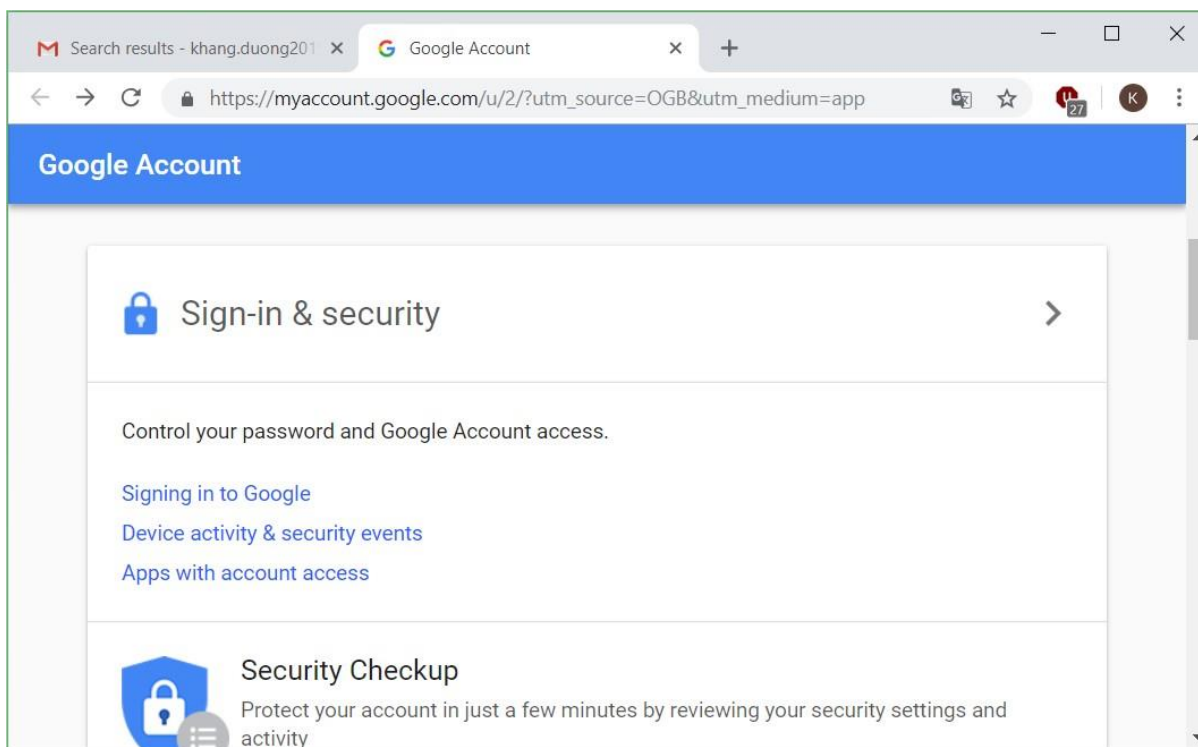 Search results - khang.duong201
Google Account
https://myaccount.google.com/u/2/?utm_source=OGB&utm_medium=app
27
K
Google Account
Sign-in & security
Control your password and Google Account access.
Signing in to Google
Device activity & security events
Apps with account access
Security Checkup
Protect your account in just a few minutes by reviewing your security settings and
activity